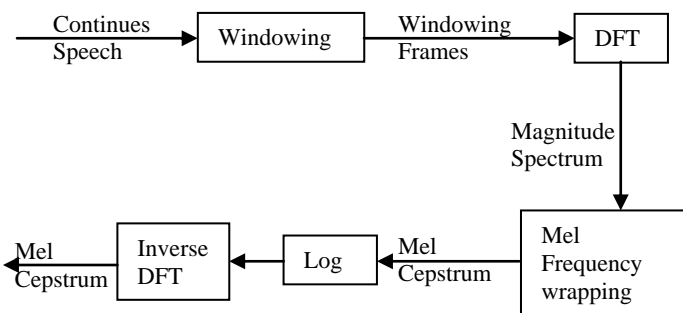 Continues
Speech
Windowing
Windowing
Frames
DFT
Magnitude
Spectrum
Mel
Frequency
wrapping
Mel
Cepstrum
Log
Inverse
DFT
Mel
Cepstrum